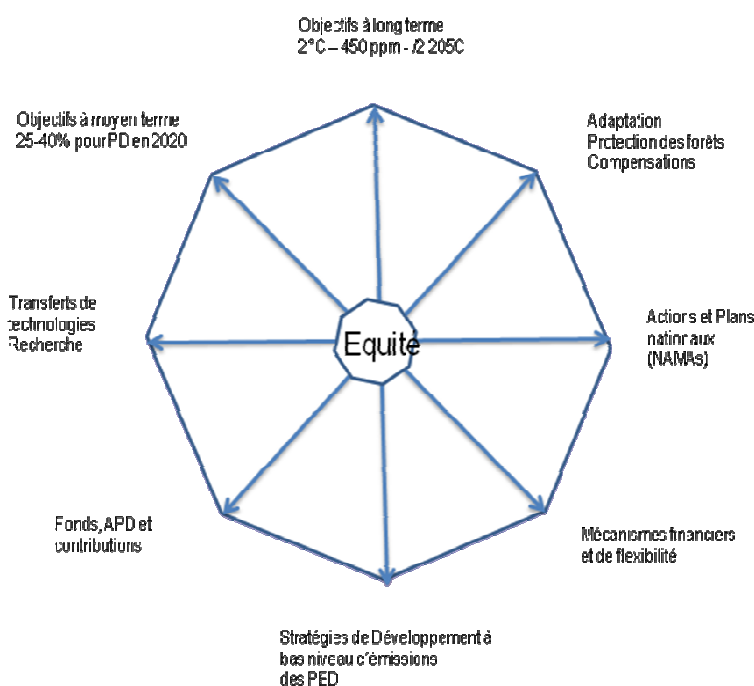 Objectifs à long terme
2°C – 450 ppm - /2 205C
Objectifs à moyen terme
25-40% pour PD en 2020
Adaptation
Protection des forêts
Compensations
Transferts de
technologies
Recherche
Equité
Actions et Plans
nationaux
(NAMAs)
Fonds, APD et
contributions
Mécanismes financiers
et de flexibilité
Stratégies de Développement à
bas niveau d'émissions
des PED